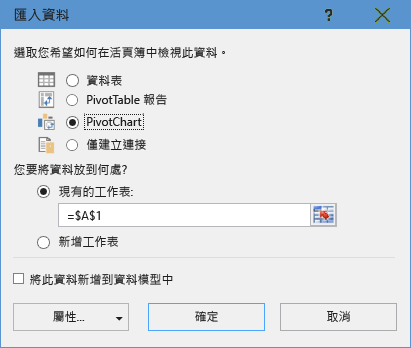 匯入資料
?
選取您希望如何在活頁簿中檢視此資料。
資料表
PivotTable 報告
PivotChart
僅建立連接
您要將資料放到何處?
現有的工作表:
=$A$1
新增工作表
將此資料新增到資料模型中
屬性...
確定
取消